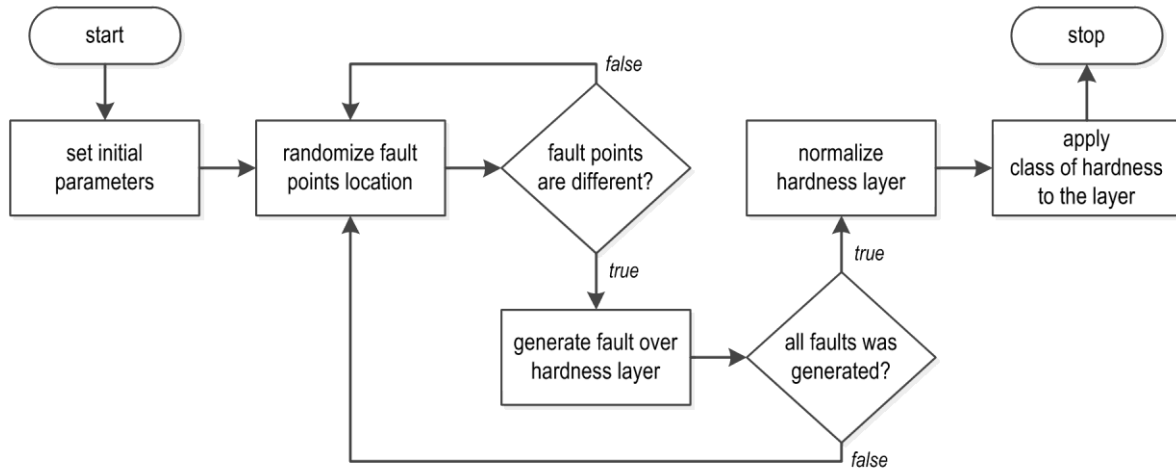 start
set initial
parameters
randomize fault
points location
false
fault points
are different?
true
generate fault over
hardness layer
all faults was
generated?
false
true
normalize
hardness layer
apply
class of hardness
to the layer
stop